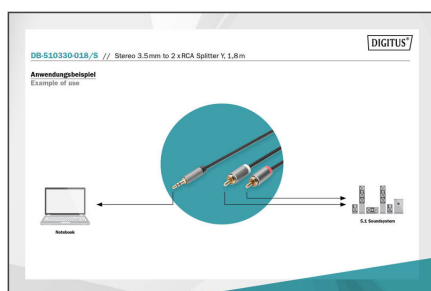 DIGITUS®
DB-510330-018/S // Stereo 3.5mm to 2 x RCA Splitter Y, 1,8m
Anwendungsbeispiel
Example of use
Notebook
5.1 Soundsystem